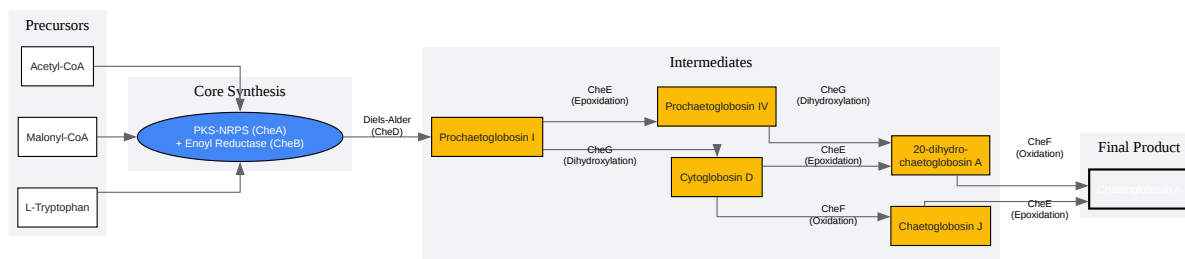 Precursors
Acetyl-CoA
Malonyl-CoA
L-Tryptophan
Core Synthesis
PKS-NRPS (CheA)
+ Enoyl Reductase (CheB)
Diels-Alder
(CheD)
Intermediates
Prochaetoglobosin I
CheE
(Epoxidation)
CheG
(Dihydroxylation)
Prochaetoglobosin IV
Cytoglobosin D
CheG
(Dihydroxylation)
CheE
(Epoxidation)
CheF
(Oxidation)
20-dihydro-
chaetoglobosin A
Chaetoglobosin J
CheF
(Oxidation)
CheE
(Epoxidation)
Final Product
Chaetoglobosin A